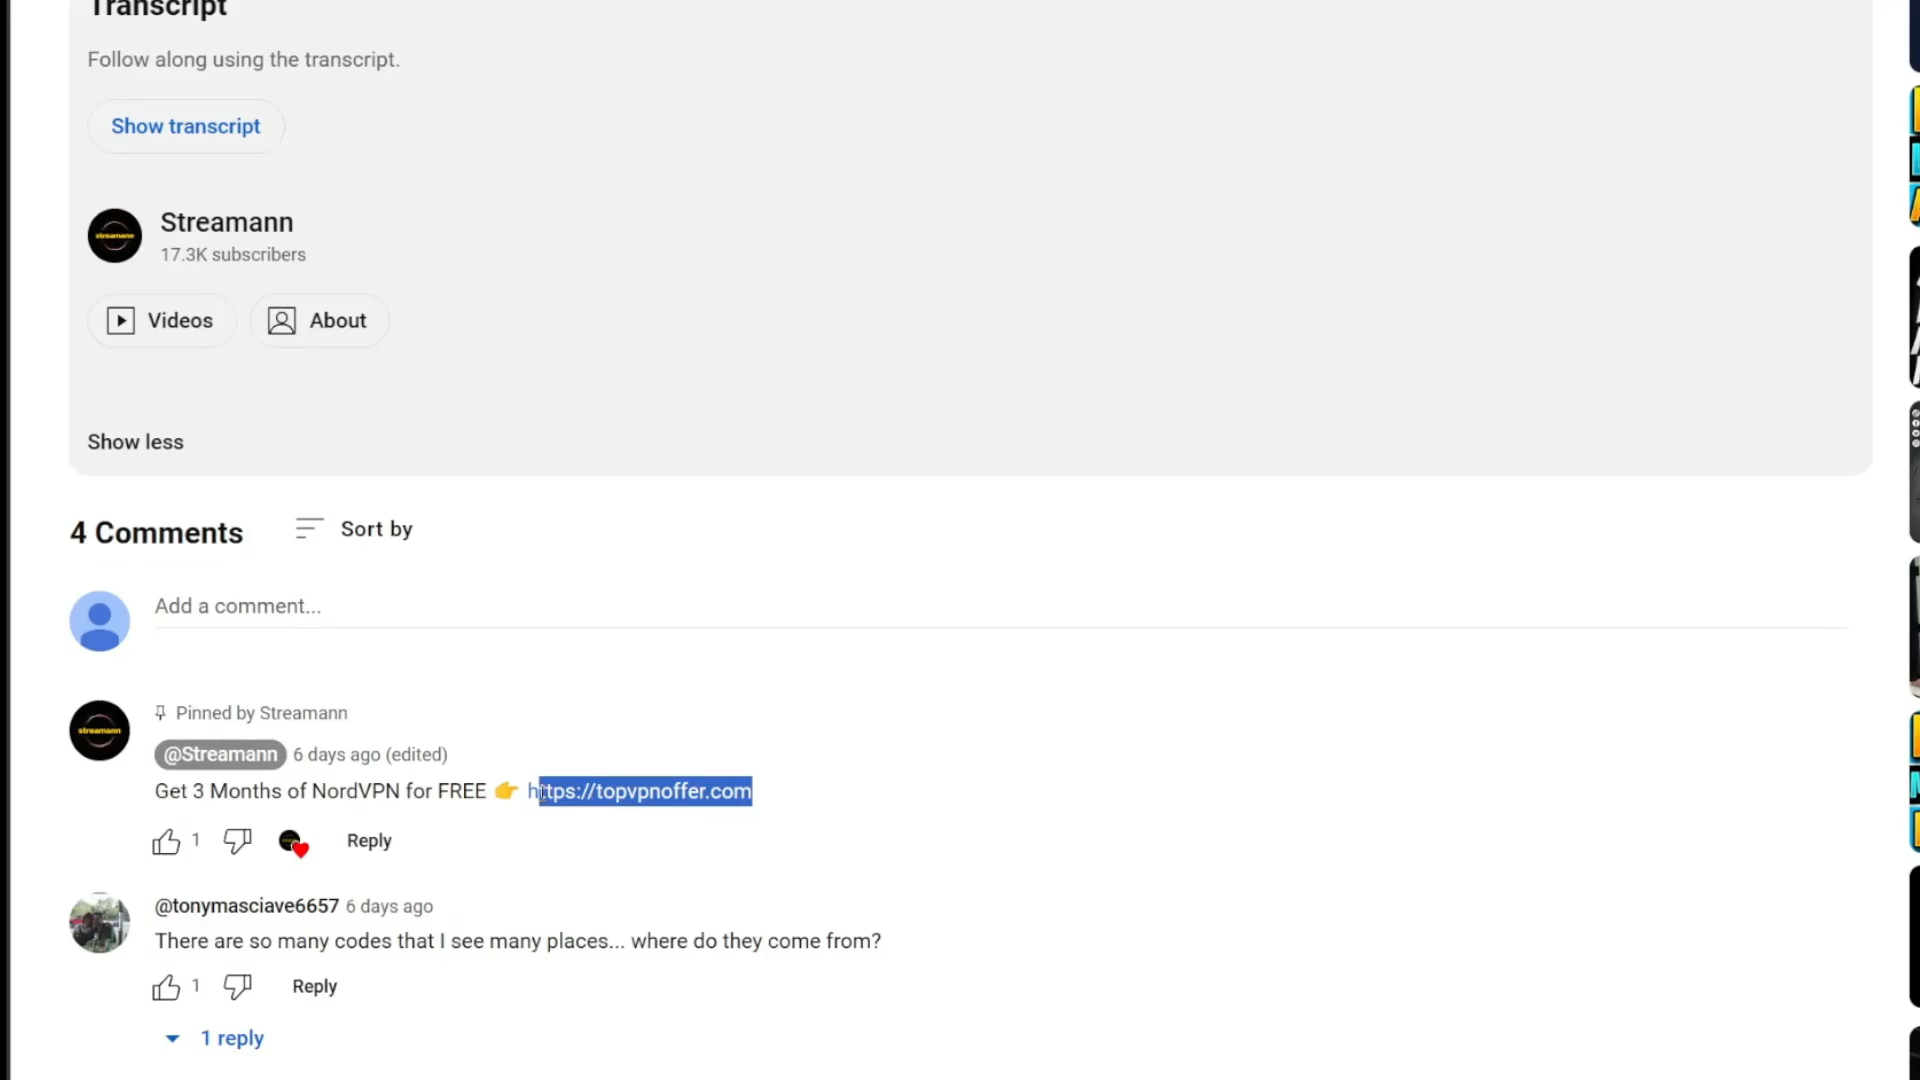 Transcript
Follow along using the transcript.
Show transcript
streamann
Streamann
17.3K subscribers
Videos
About
Show less
4 Comments
Sort by
Add a comment...
streamann
Pinned by Streamann
@Streamann 6 days ago (edited)
Get 3 Months of NordVPN for FREE 👉 https://topvpnoffer.com
1
Reply
@tonymasciave6657 6 days ago
There are so many codes that I see many places... where do they come from?
1
Reply
1 reply